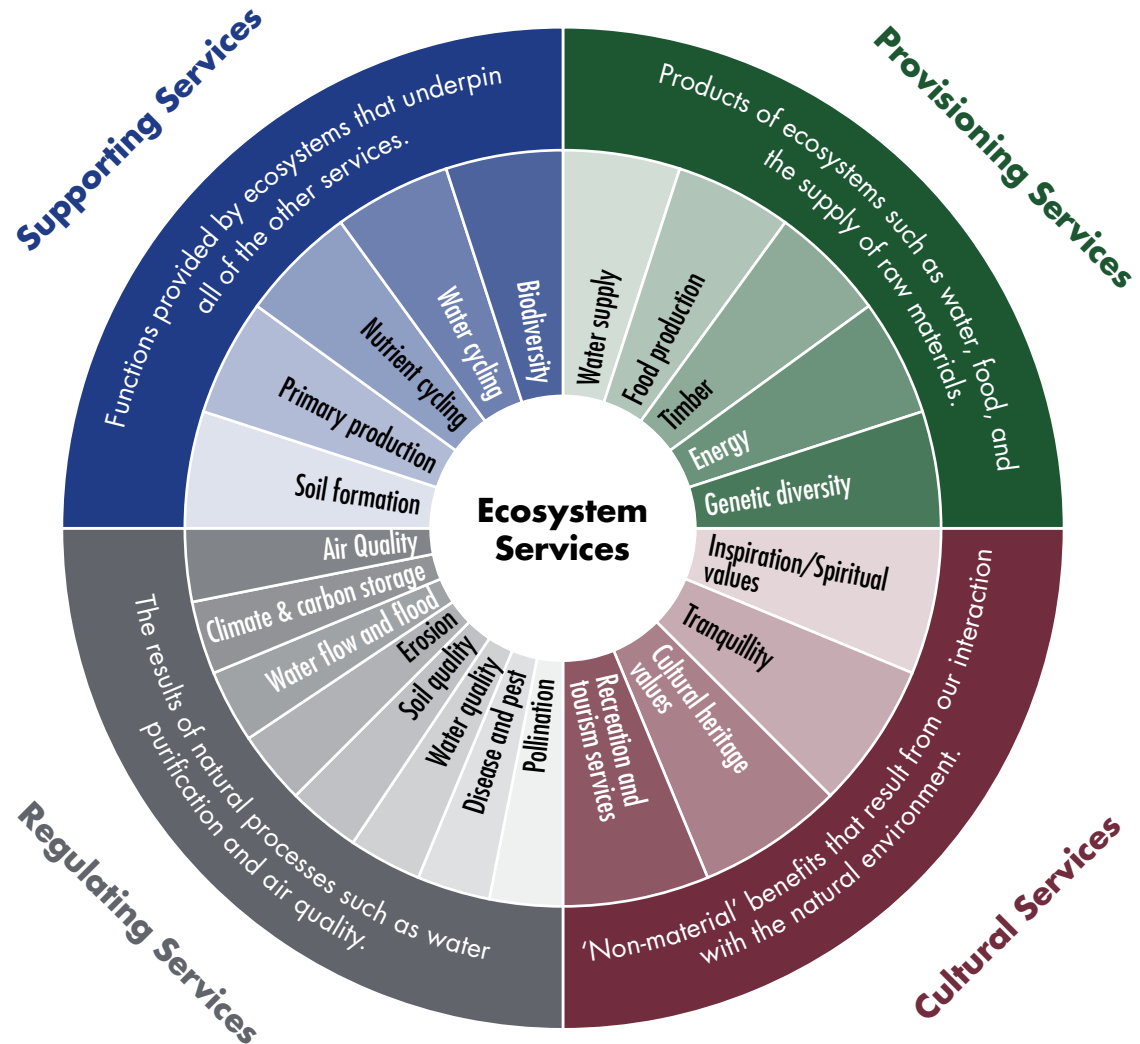 Supporting Services
Functions provided by ecosystems that underpin
all of the other services.
Soil formation
Primary production
Nutrient cycling
Water cycling
Biodiversity
Provisioning Services
Products of ecosystems such as water, food, and
the supply of raw materials.
Water supply
Food production
Timber
Energy
Genetic diversity
Ecosystem
Services
Cultural Services
‘Non-material’ benefits that result from our interaction
with the natural environment.
Inspiration/Spiritual
values
Tranquillity
Cultural heritage
values
Recreation and
tourism services
Regulating Services
The results of natural processes such as water
purification and air quality.
Air Quality
Climate & carbon storage
Water flow and flood
Erosion
Soil quality
Water quality
Disease and pest
Pollination